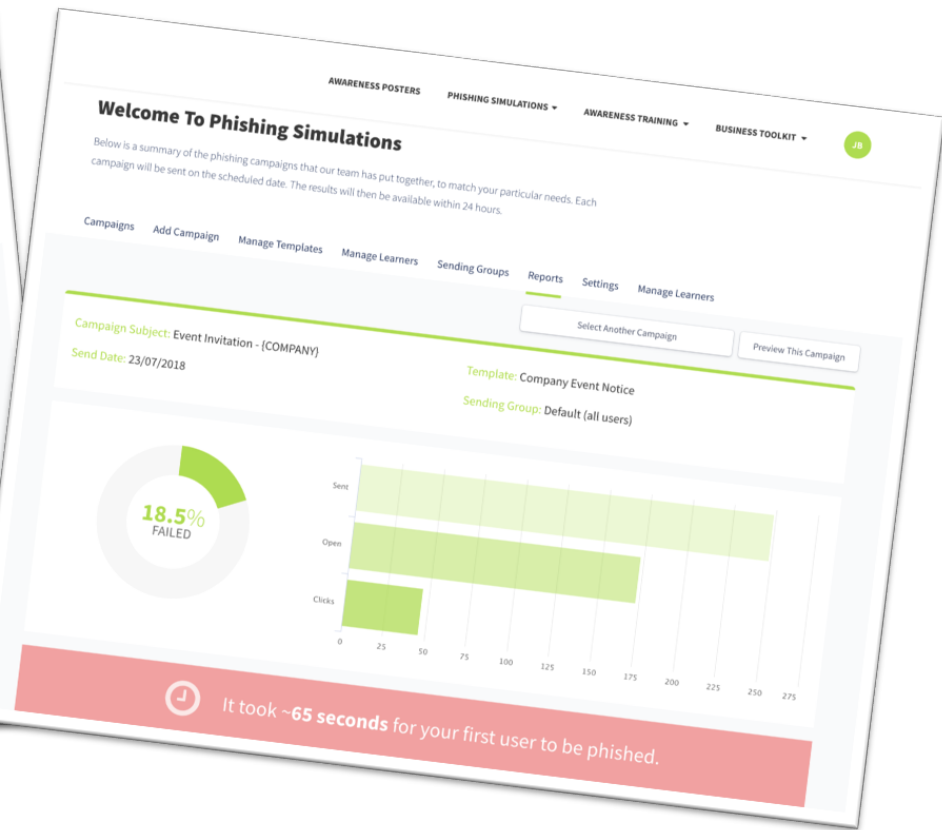 AWARENESS POSTERS
PHISHING SIMULATIONS
AWARENESS TRAINING
BUSINESS TOOLKIT
JB
Welcome To Phishing Simulations
Below is a summary of the phishing campaigns that our team has put together, to match your particular needs. Each
campaign will be sent on the scheduled date. The results will then be available within 24 hours.
Campaigns
Add Campaign
Manage Templates
Manage Learners
Sending Groups
Reports
Settings
Manage Learners
Select Another Campaign
Preview This Campaign
Campaign Subject: Event Invitation - {COMPANY}
Send Date: 23/07/2018
Template: Company Event Notice
Sending Group: Default (all users)
18.5%
FAILED
Sent
Open
Clicks
0
25
50
75
100
125
150
175
200
225
250
275
It took ~65 seconds for your first user to be phished.